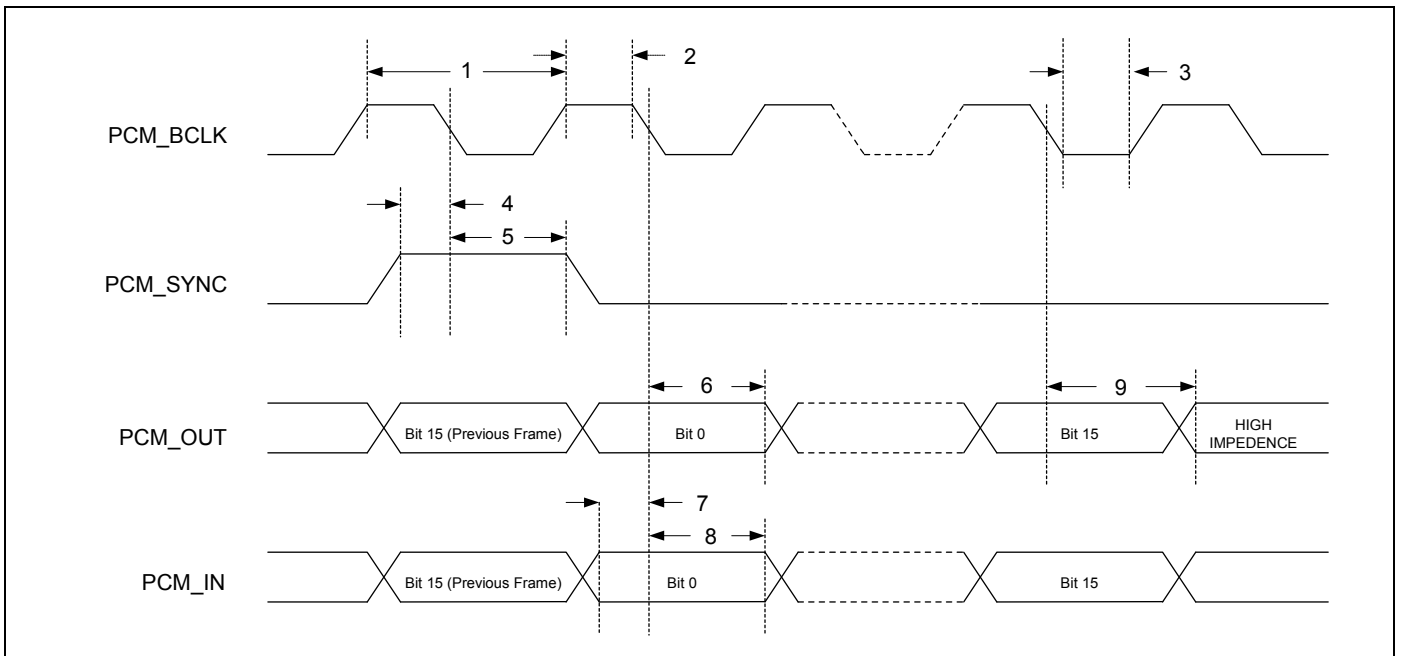 1
2
3
PCM_BCLK
4
5
PCM_SYNC
6
9
PCM_OUT
Bit 15 (Previous Frame)
Bit 0
Bit 15
HIGH
IMPEDENCE
7
8
PCM_IN
Bit 15 (Previous Frame)
Bit 0
Bit 15